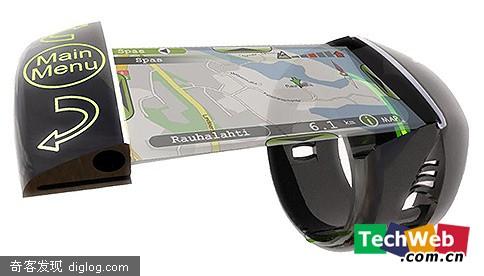 Main
Menu
Spas
Spas
Rauhalahti
6.1 km
i MAP
TechWeb
.com.cn
奇客发现 diglog.com